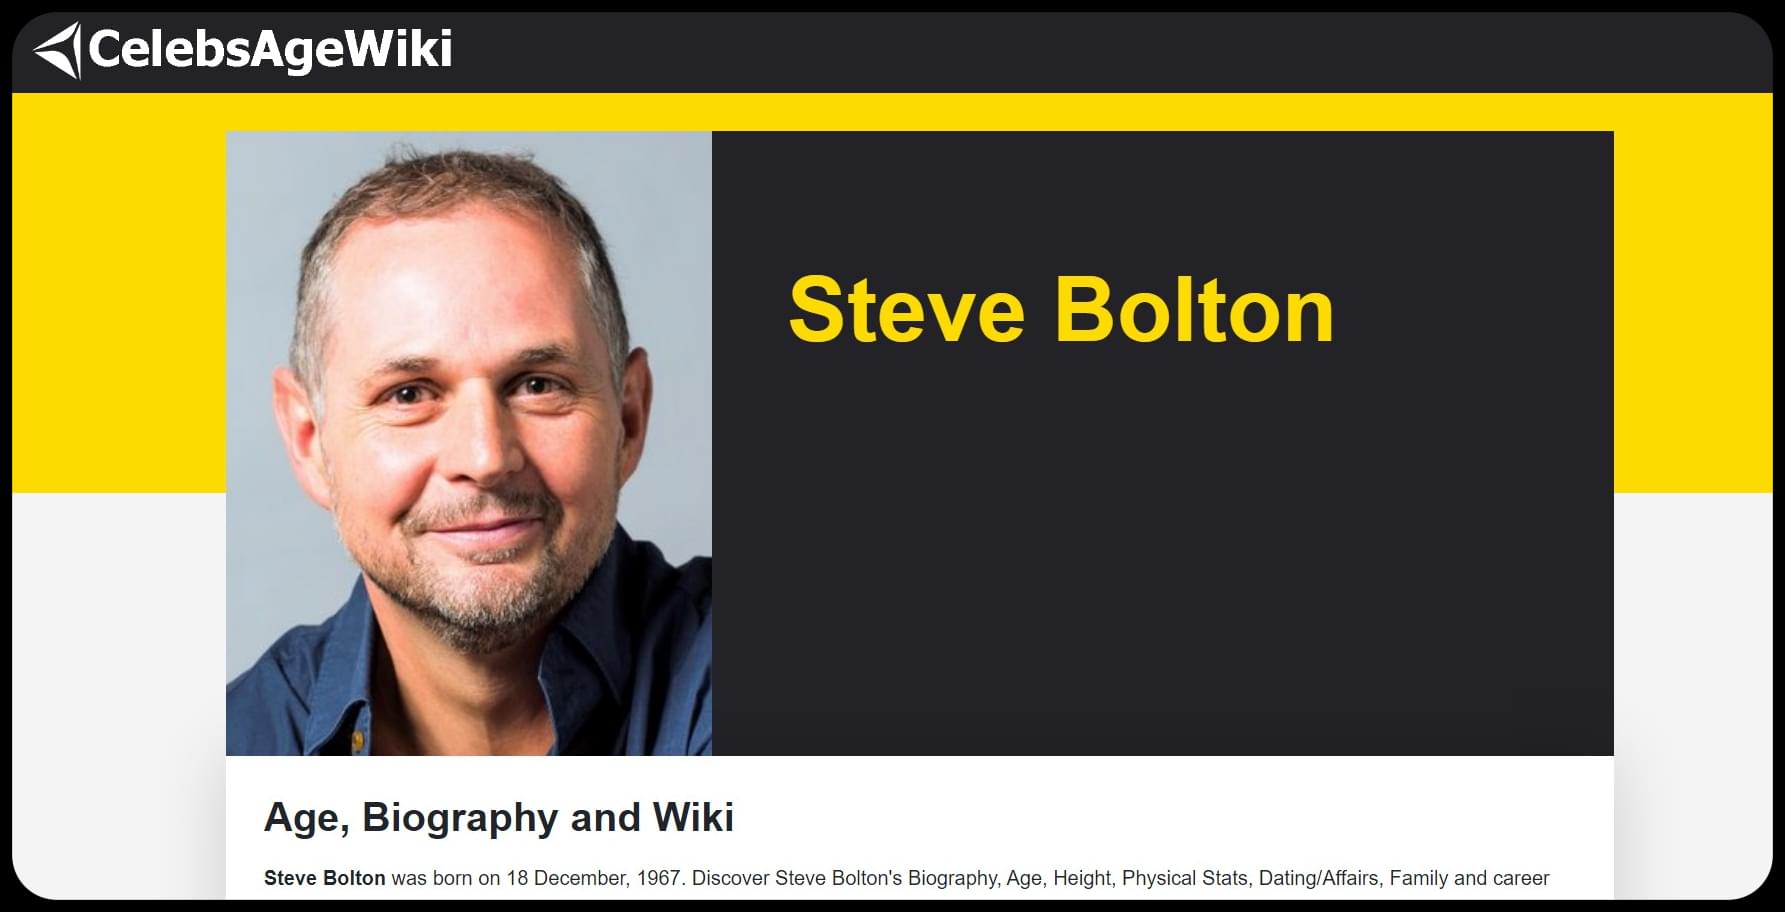 CelebsAgeWiki
Steve Bolton
Age, Biography and Wiki
Steve Bolton was born on 18 December, 1967. Discover Steve Bolton's Biography, Age, Height, Physical Stats, Dating/Affairs, Family and career